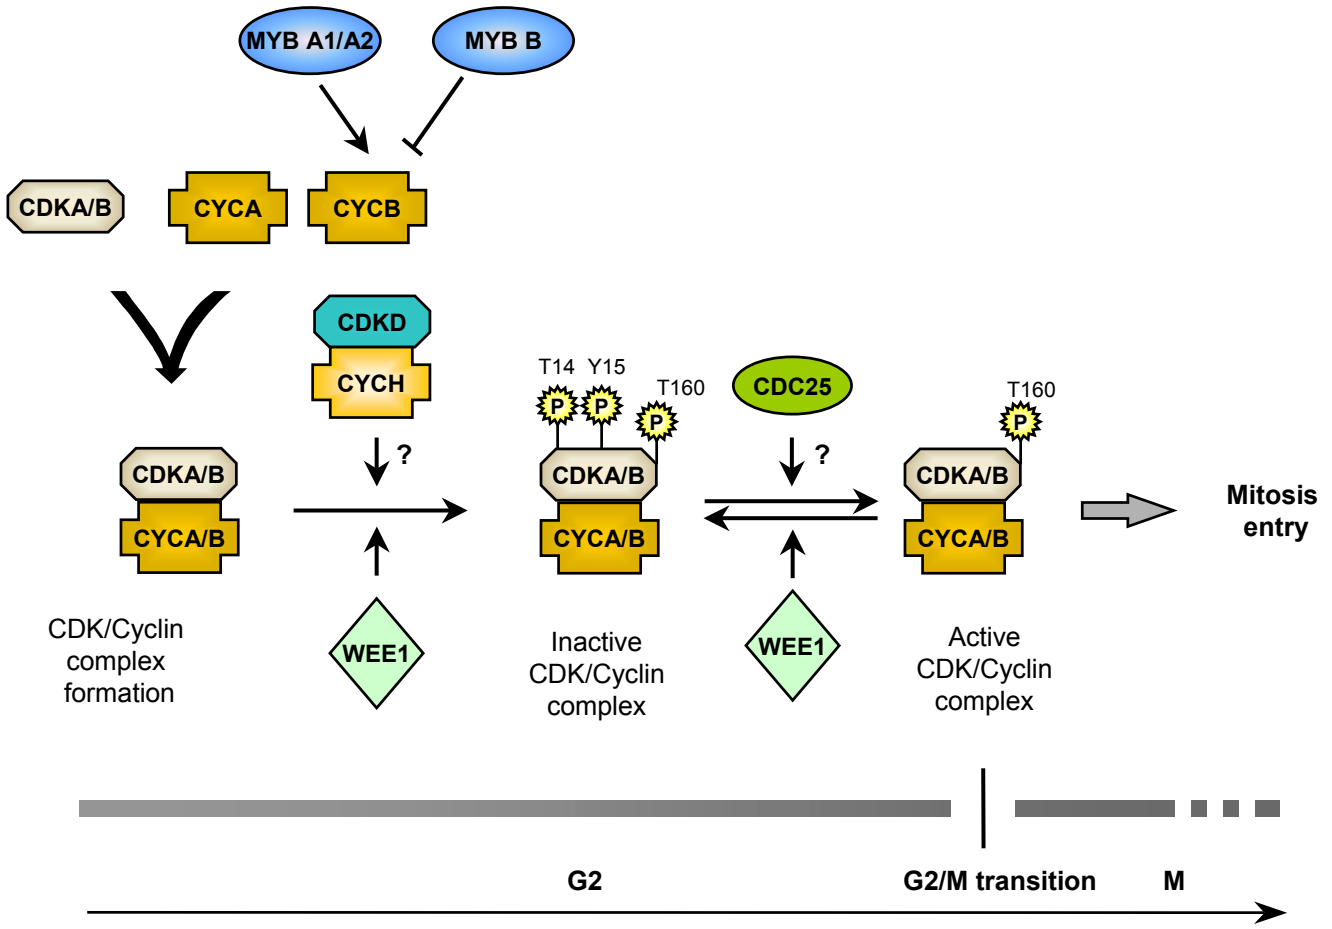 MYB A1/A2
MYB B
CDKA/B
CYCA
CYCB
CDKD
CYCH
?
T14
Y15
T160
P
P
P
CDC25
?
T160
P
CDKA/B
CYCA/B
CDKA/B
CYCA/B
CDKA/B
CYCA/B
Mitosis
entry
WEE1
WEE1
CDK/Cyclin
complex
formation
Inactive
CDK/Cyclin
complex
Active
CDK/Cyclin
complex
G2
G2/M transition
M